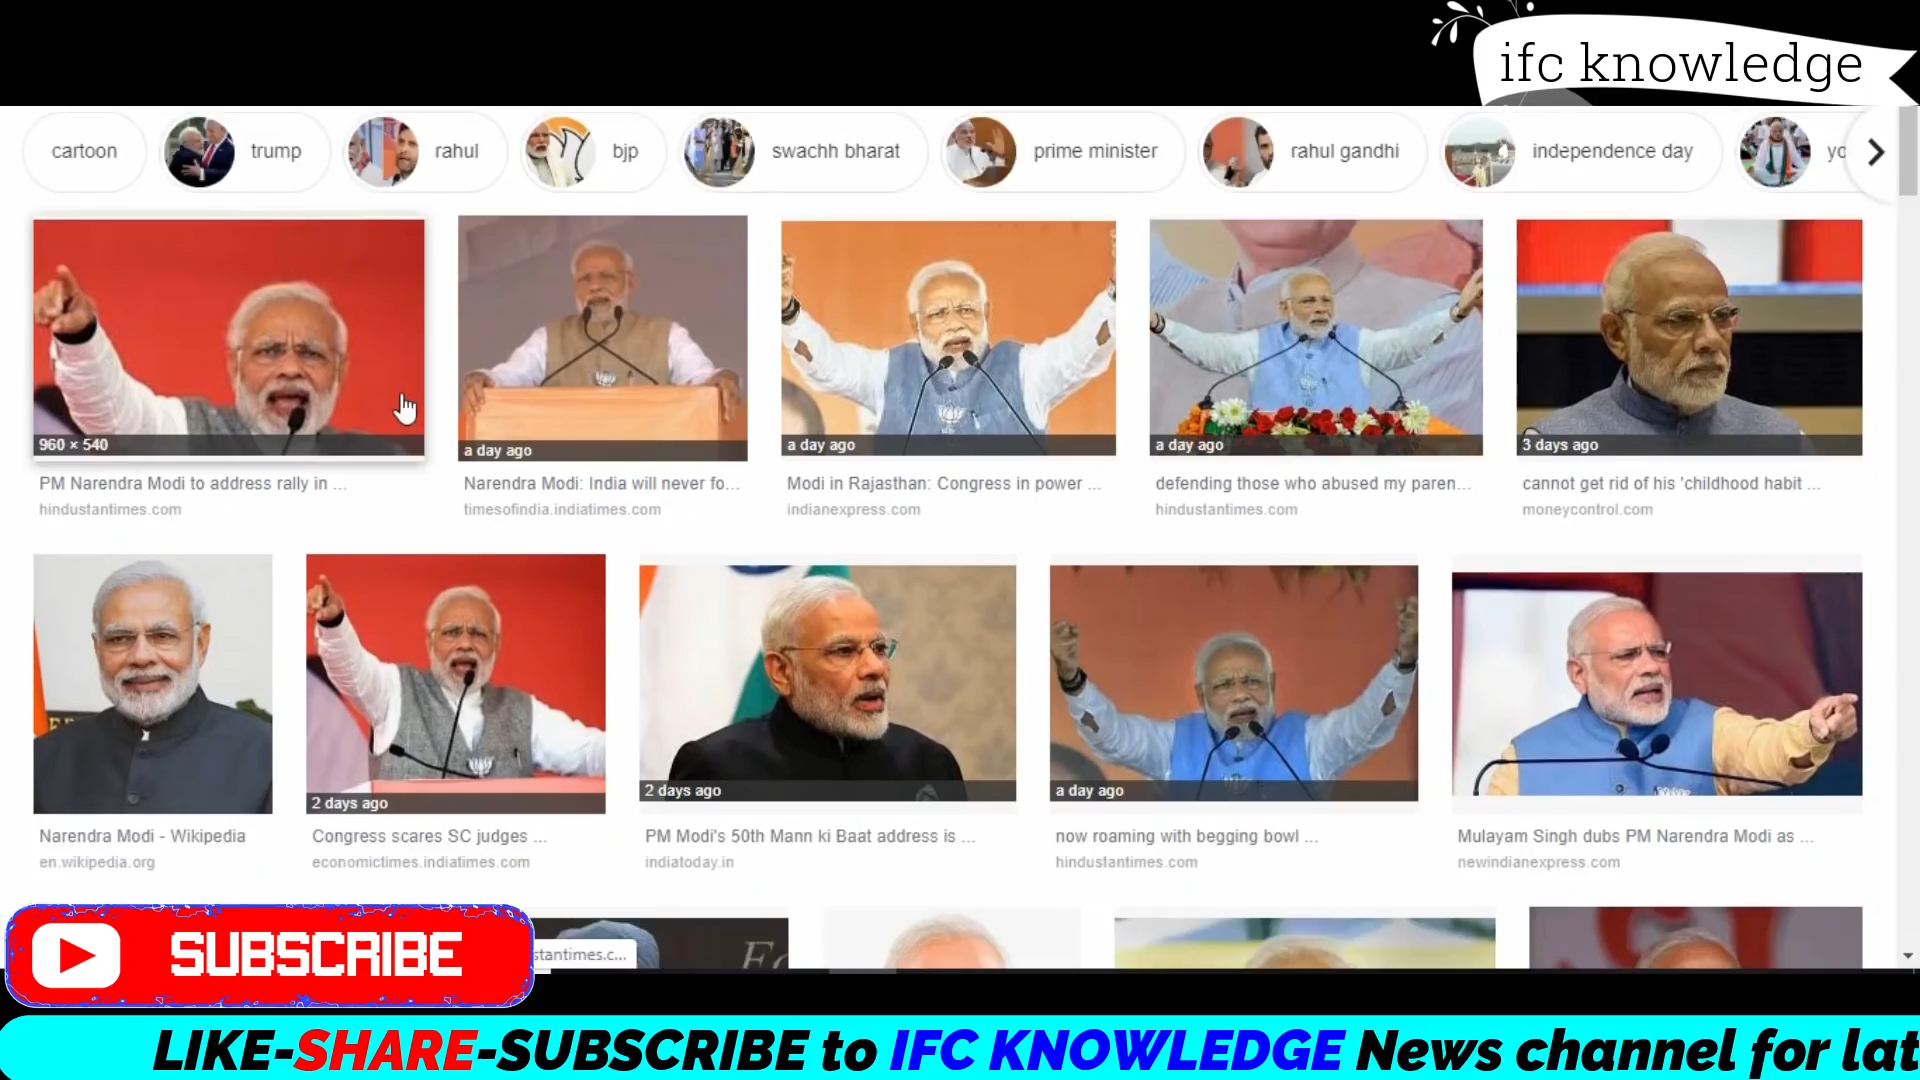 ifc knowledge
cartoon
trump
rahul
bjp
swachh bharat
prime minister
rahul gandhi
independence day
yo
960 × 540
a day ago
a day ago
a day ago
3 days ago
PM Narendra Modi to address rally in ...
Narendra Modi: India will never fo...
Modi in Rajasthan: Congress in power ...
defending those who abused my paren...
cannot get rid of his 'childhood habit ...
hindustantimes.com
timesofindia.indiatimes.com
indianexpress.com
hindustantimes.com
moneycontrol.com
2 days ago
2 days ago
a day ago
Narendra Modi - Wikipedia
Congress scares SC judges ...
PM Modi's 50th Mann ki Baat address is ...
now roaming with begging bowl ...
Mulayam Singh dubs PM Narendra Modi as ...
en.wikipedia.org
economictimes.indiatimes.com
indiatoday.in
hindustantimes.com
newindianexpress.com
SUBSCRIBE
stantimes.c...
LIKE-SHARE-SUBSCRIBE to IFC KNOWLEDGE News channel for lat